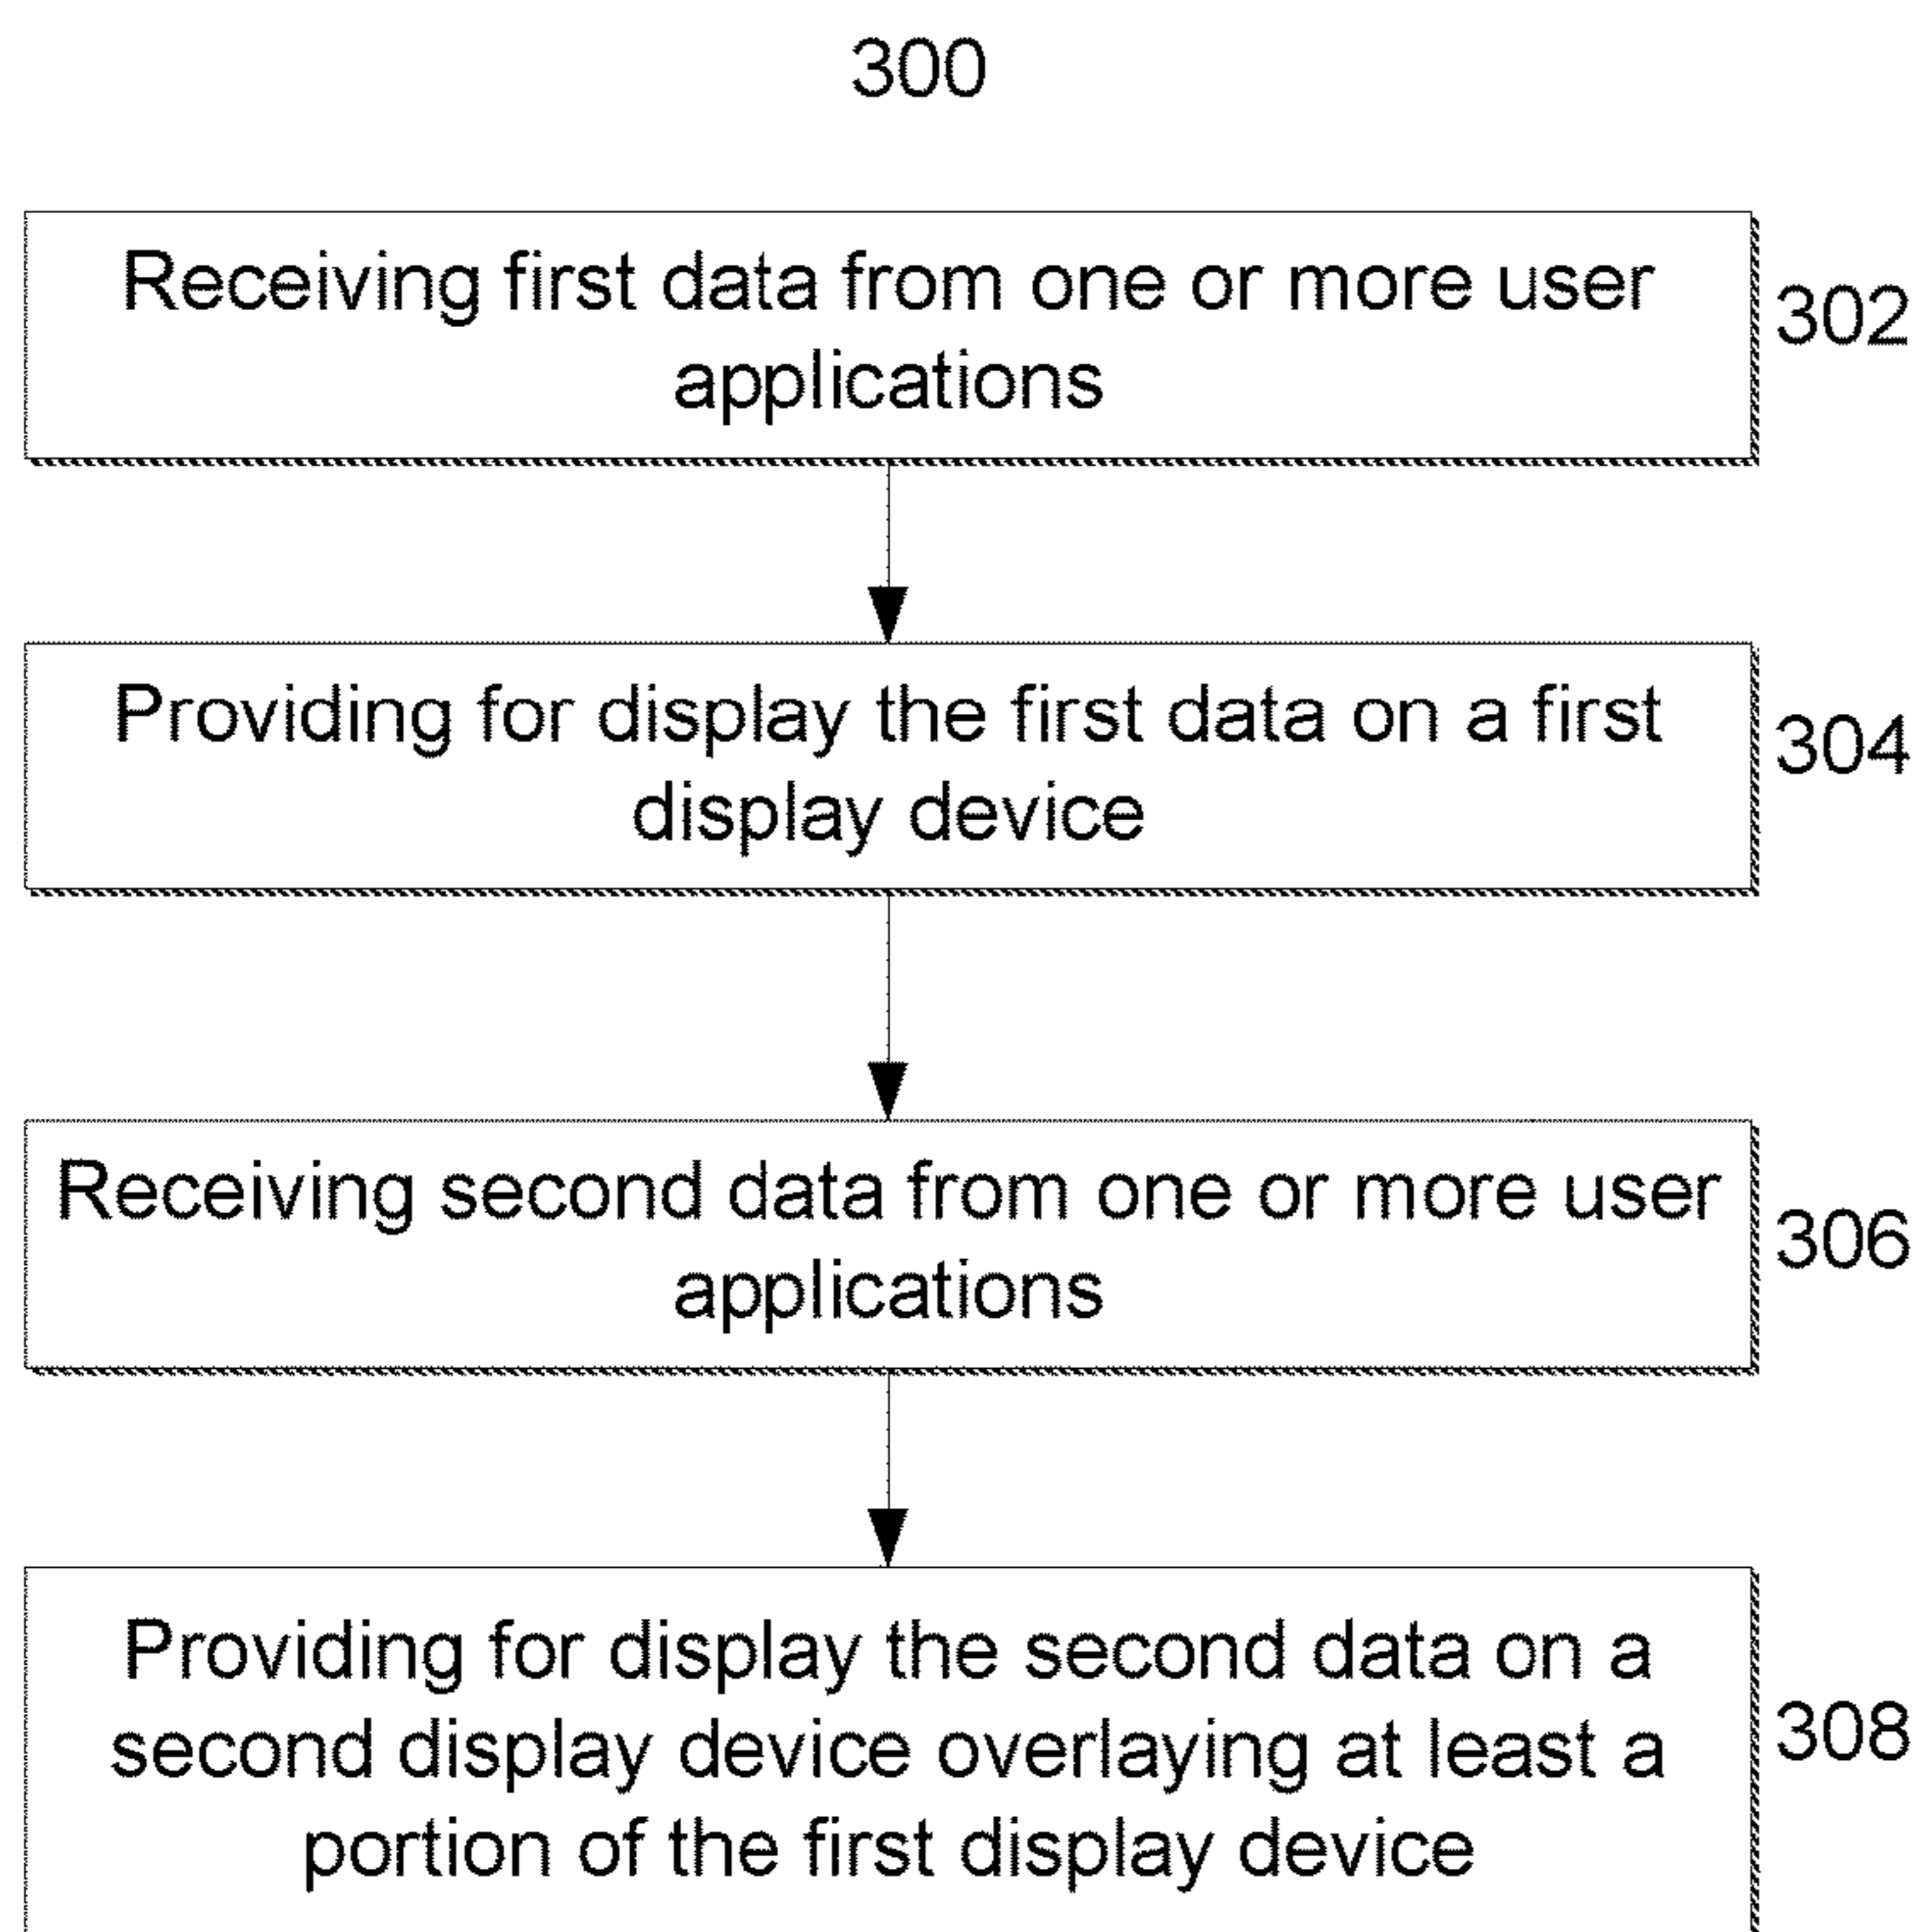 300
Receiving first data from one or more user
applications
302
Providing for display the first data on a first
display device
304
Receiving second data from one or more user
applications
306
Providing for display the second data on a
second display device overlaying at least a
portion of the first display device
308